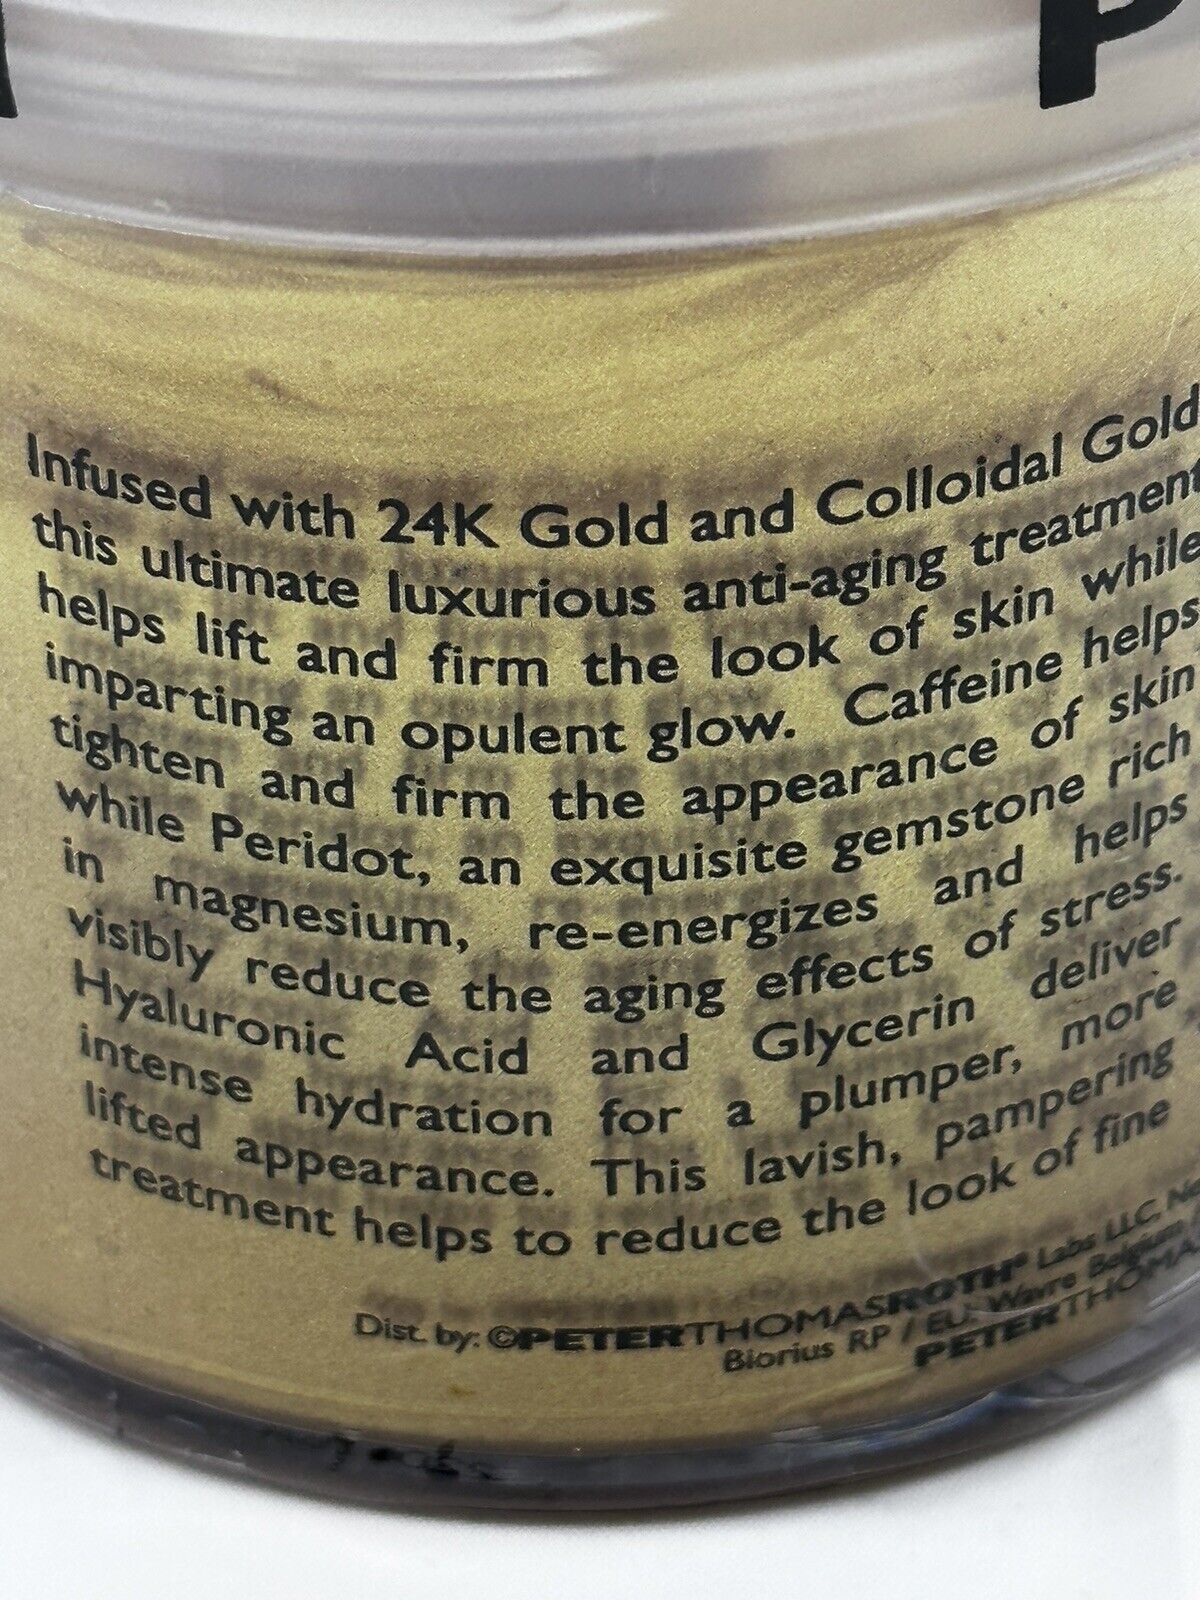 Infused with 24K Gold and Colloidal Gold
this ultimate luxurious anti-aging treatment
helps lift and firm the look of skin while
imparting an opulent glow. Caffeine helps
tighten and firm the appearance of skin
while Peridot, an exquisite gemstone rich
in magnesium, re-energizes and helps
visibly reduce the aging effects of stress.
Hyaluronic Acid and Glycerin deliver
intense hydration for a plumper, more
lifted appearance. This lavish, pampering
treatment helps to reduce the look of fine
Dist. by: ©PETERTHOMASROTH® Labs LLC,
Biorius RP / EU: Wavre Belgium
PETERTHOMAS